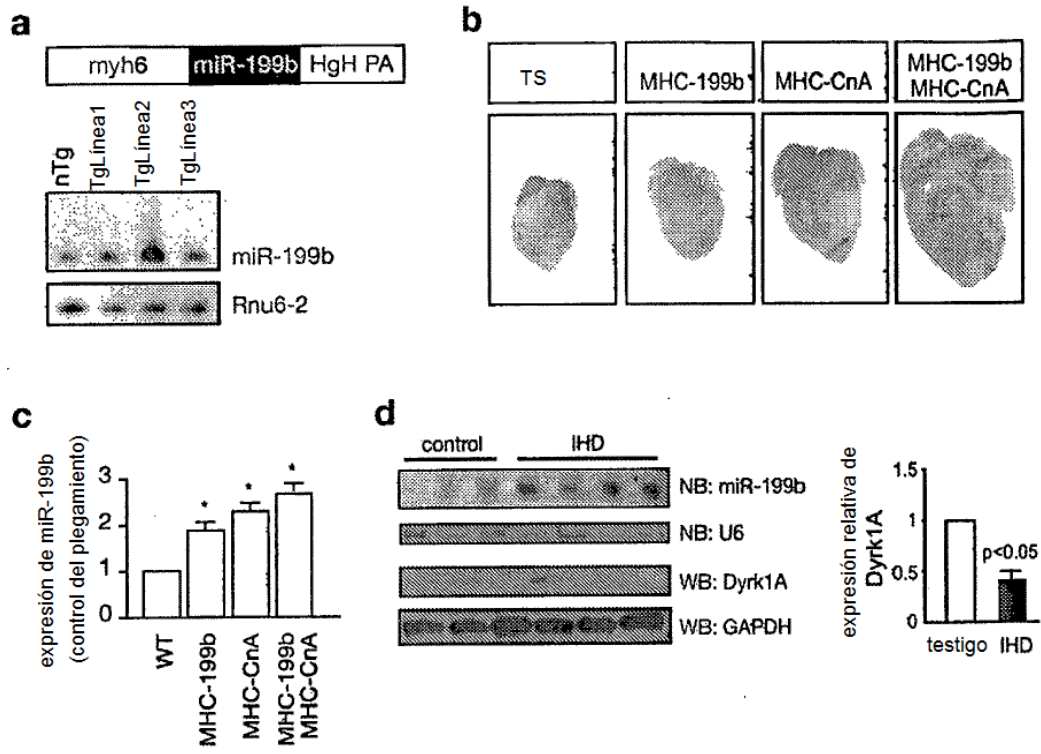 a
myh6 miR-199b HgH PA
nTg
TgLínea1
TgLínea2
TgLínea3
miR-199b
Rnu6-2
b
TS
MHC-199b
MHC-CnA
MHC-199b
MHC-CnA
c
expresión de miR-199b
(control del plegamiento)
3
2
1
0
*
*
*
WT
MHC-199b
MHC-CnA
MHC-199b
MHC-CnA
d
control IHD
NB: miR-199b
NB: U6
WB: Dyrk1A
WB: GAPDH
expresión relativa de
Dyrk1A
1.5
1
0.5
0
p<0.05
testigo IHD